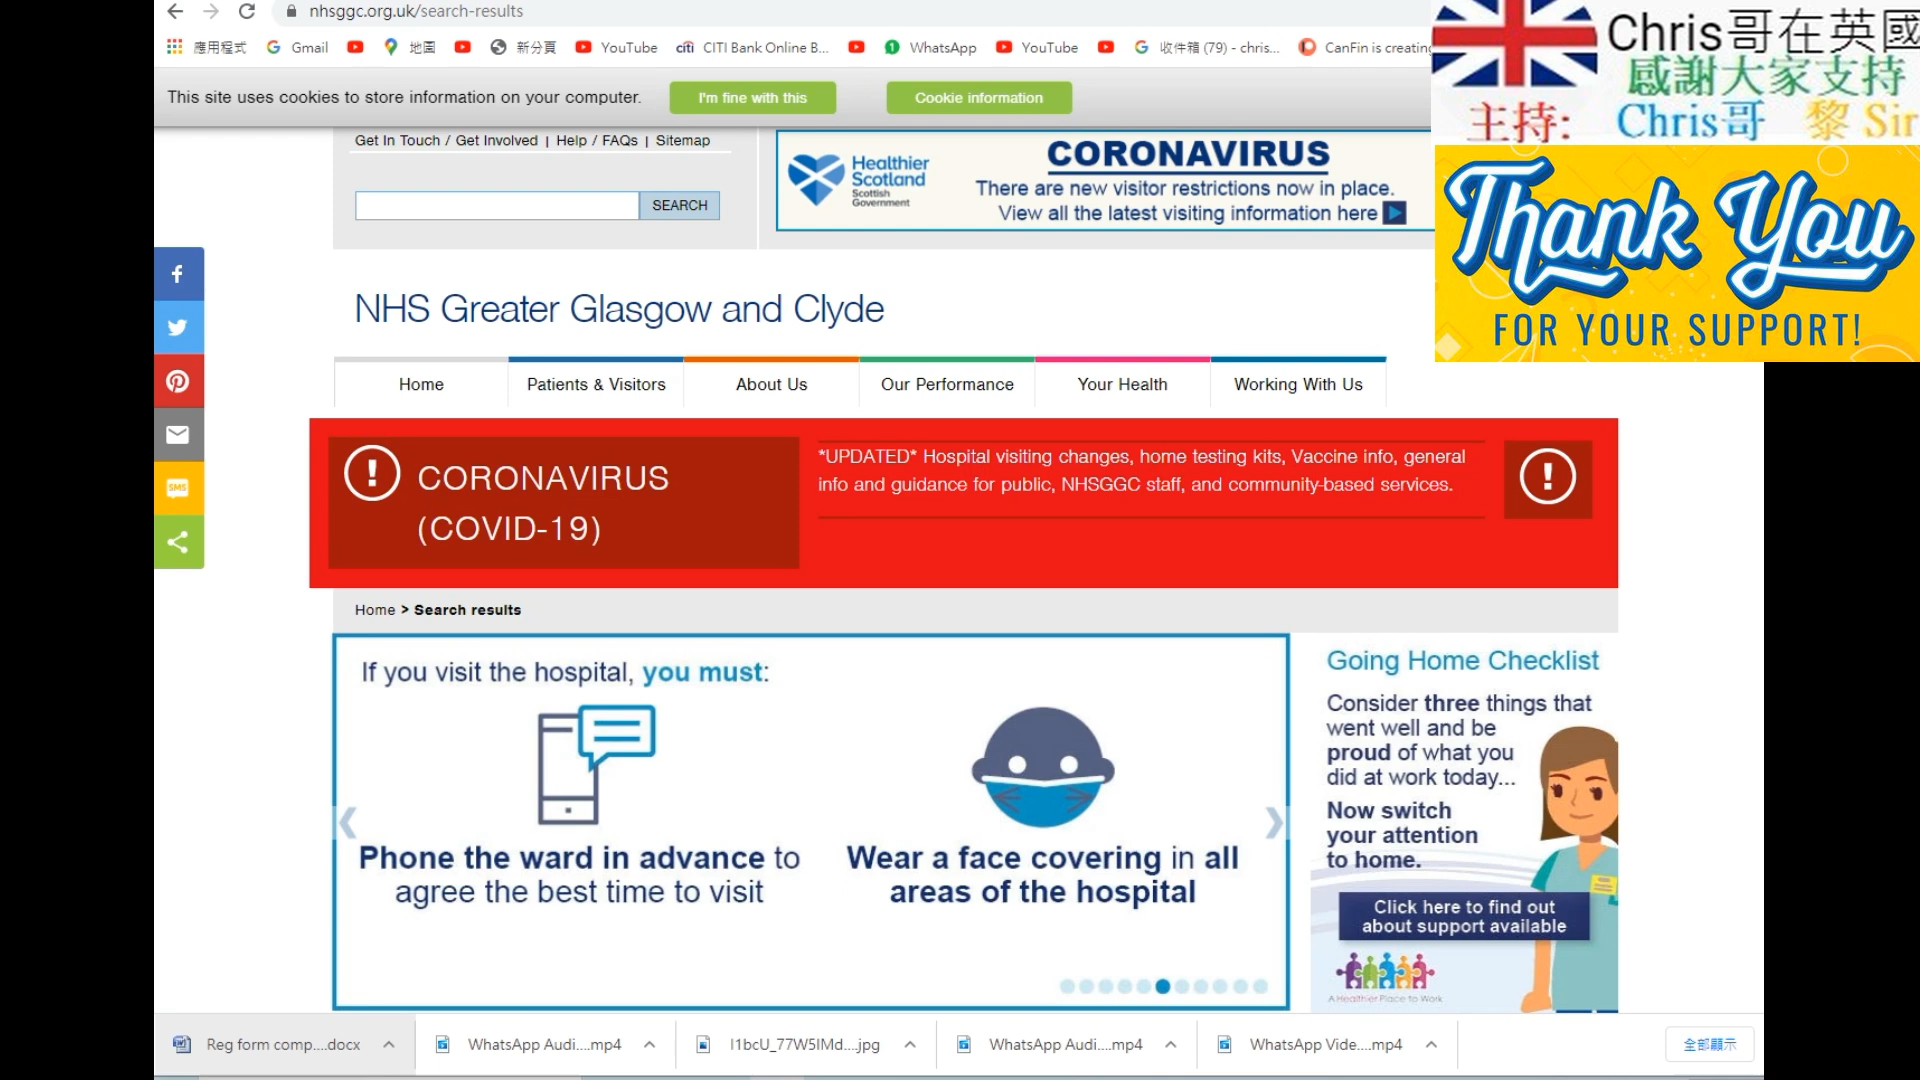 nhsggc.org.uk/search-results
應用程式 Gmail 地圖 新分頁 YouTube citi CITI Bank Online B... WhatsApp YouTube 收件箱 (79) - chris... CanFin is creating
Chris哥在英國
感謝大家支持
主持: Chris哥 黎 Sir
This site uses cookies to store information on your computer. I'm fine with this Cookie information
Get In Touch / Get Involved | Help / FAQs | Sitemap
SEARCH
Healthier
Scotland
Scottish
Government
CORONAVIRUS
There are new visitor restrictions now in place.
View all the latest visiting information here
Thank You
FOR YOUR SUPPORT!
NHS Greater Glasgow and Clyde
Home Patients & Visitors About Us Our Performance Your Health Working With Us
CORONAVIRUS
(COVID-19)
*UPDATED* Hospital visiting changes, home testing kits, Vaccine info, general
info and guidance for public, NHSGGC staff, and community-based services.
SMS
Home > Search results
If you visit the hospital, you must:
Phone the ward in advance to
agree the best time to visit
Wear a face covering in all
areas of the hospital
Going Home Checklist
Consider three things that
went well and be
proud of what you
did at work today...
Now switch
your attention
to home.
Click here to find out
about support available
A Healthier Place to Work
Reg form comp....docx WhatsApp Audi....mp4 I1bcU_77W5IMd....jpg WhatsApp Audi....mp4 WhatsApp Vide....mp4 全部顯示